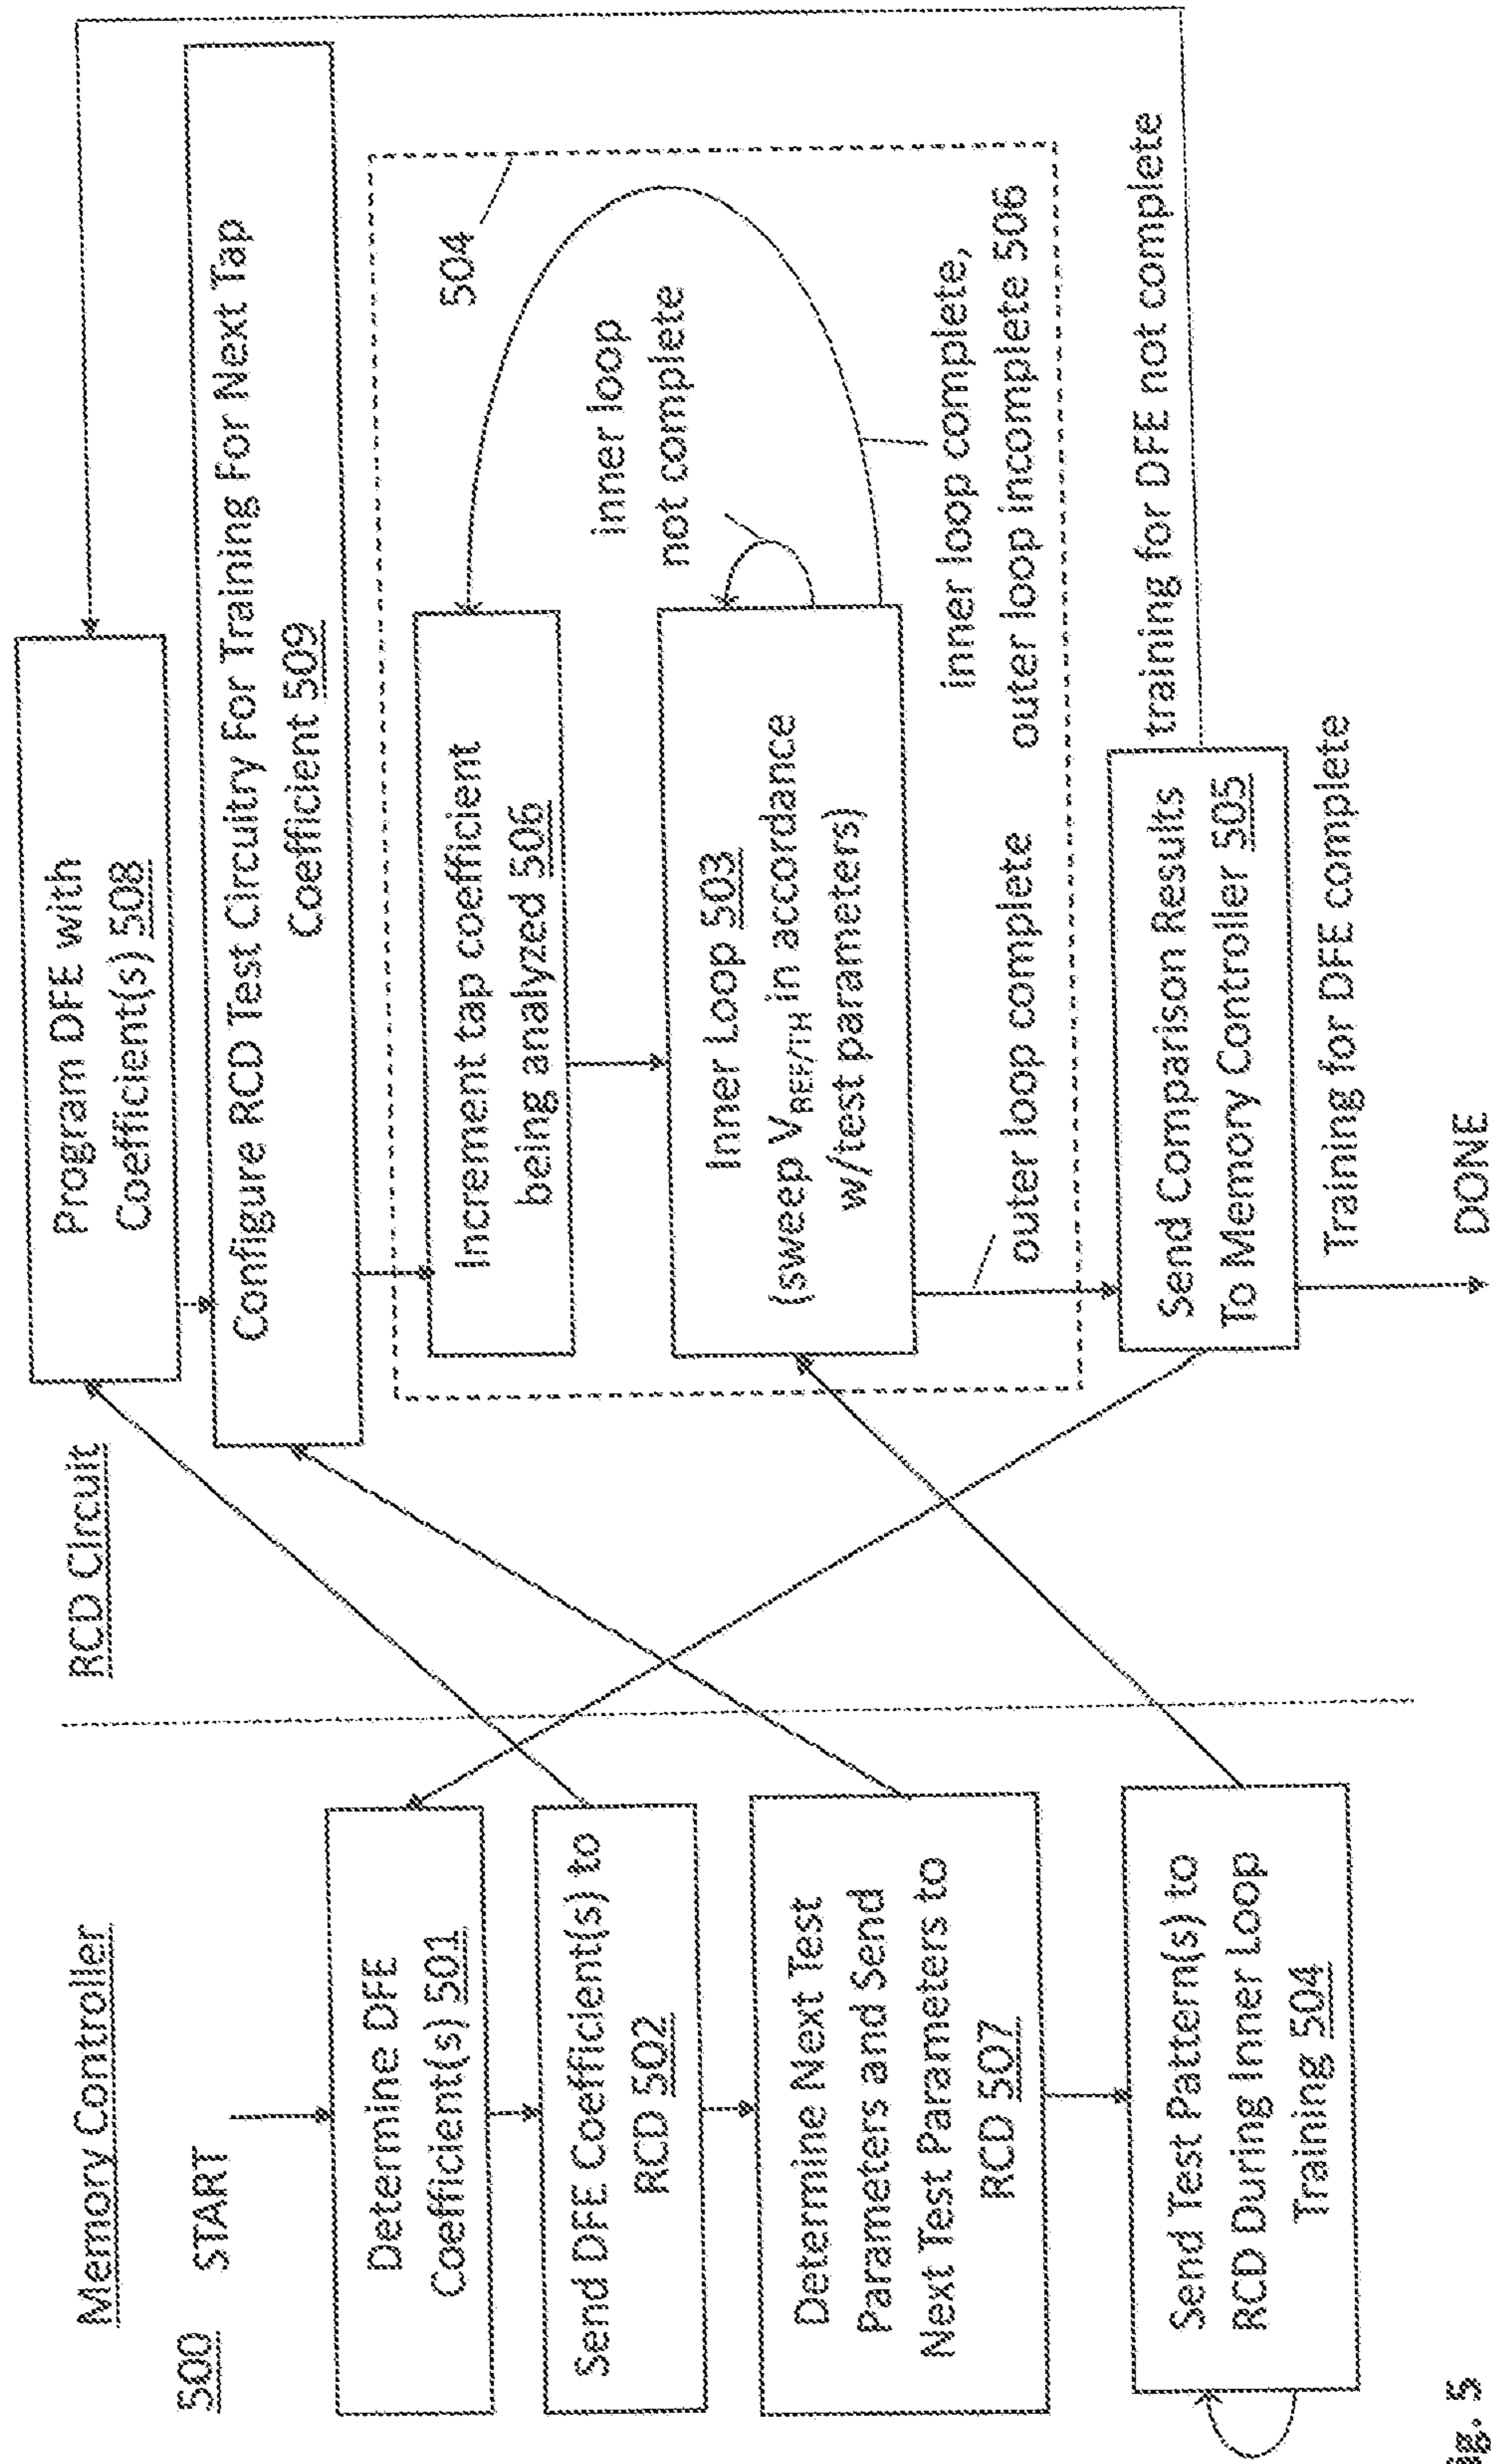 Memory Controller
500 START
Determine DFE
Coefficient(s) 501
Send DFE Coefficient(s) to
RCD 502
Determine Next Test
Parameters and Send
Next Test Parameters to
RCD 507
Send Test Pattern(s) to
RCD During Inner Loop
Training 504
RCD Circuit
Program DFE with
Coefficient(s) 508
Configure RCD Test Circuitry For Training For Next Tap
Coefficient 509
504
Increment tap coefficient
being analyzed 506
inner loop
not complete
Inner Loop 503
(sweep VREF/TH in accordance
w/test parameters)
inner loop complete,
outer loop incomplete 506
outer loop complete
Send Comparison Results
To Memory Controller 505
training for DFE not complete
Training for DFE complete
DONE
ig. 5